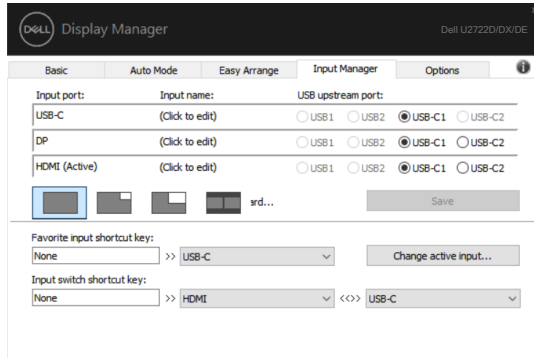 DELL Display Manager Dell U2722D/DX/DE
Basic Auto Mode Easy Arrange Input Manager Options
Input port: Input name: USB upstream port:
USB-C (Click to edit) USB1 USB2 USB-C1 USB-C2
DP (Click to edit) USB1 USB2 USB-C1 USB-C2
HDMI (Active) (Click to edit) USB1 USB2 USB-C1 USB-C2
ard... Save
Favorite input shortcut key:
None >> USB-C Change active input...
Input switch shortcut key:
None >> HDMI <<>> USB-C